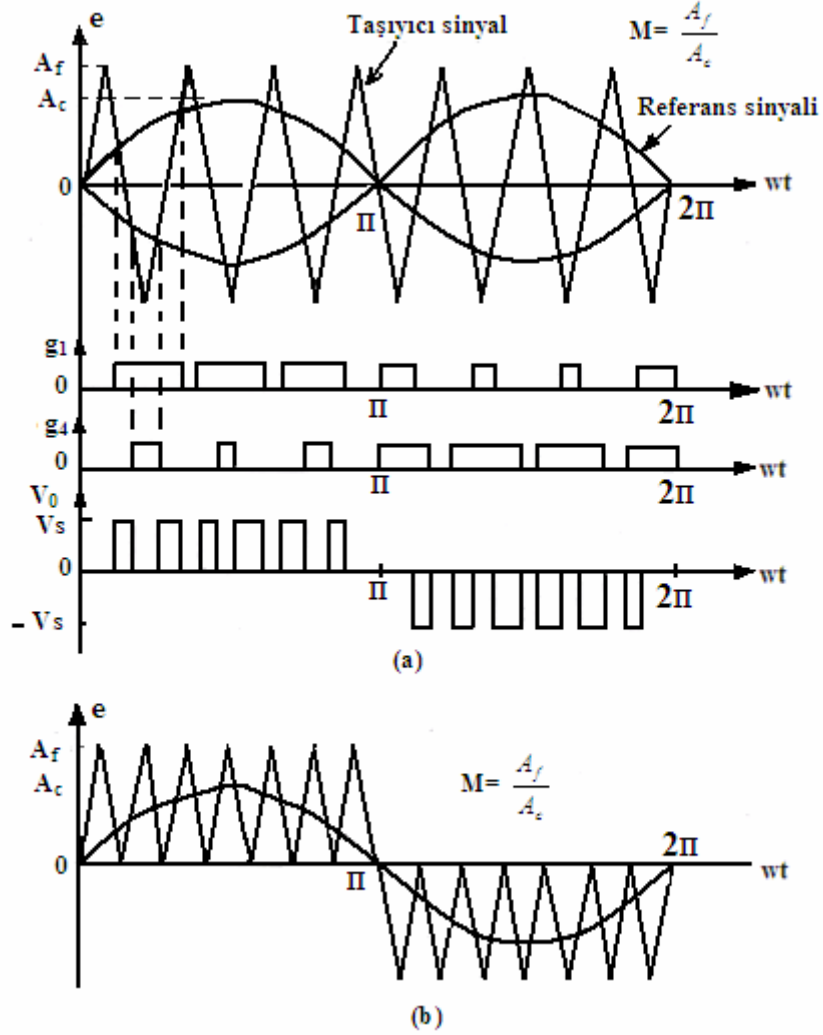 e
Taşıyıcı sinyal
M= A_f / A_c
A_f
A_c
Referans sinyali
0
wt
Π
2Π
g1
0
wt
Π
2Π
g4
0
wt
Π
2Π
V0
Vs
0
wt
Π
2Π
– Vs
(a)
e
A_f
A_c
M= A_f / A_c
2Π
0
Π
wt
(b)